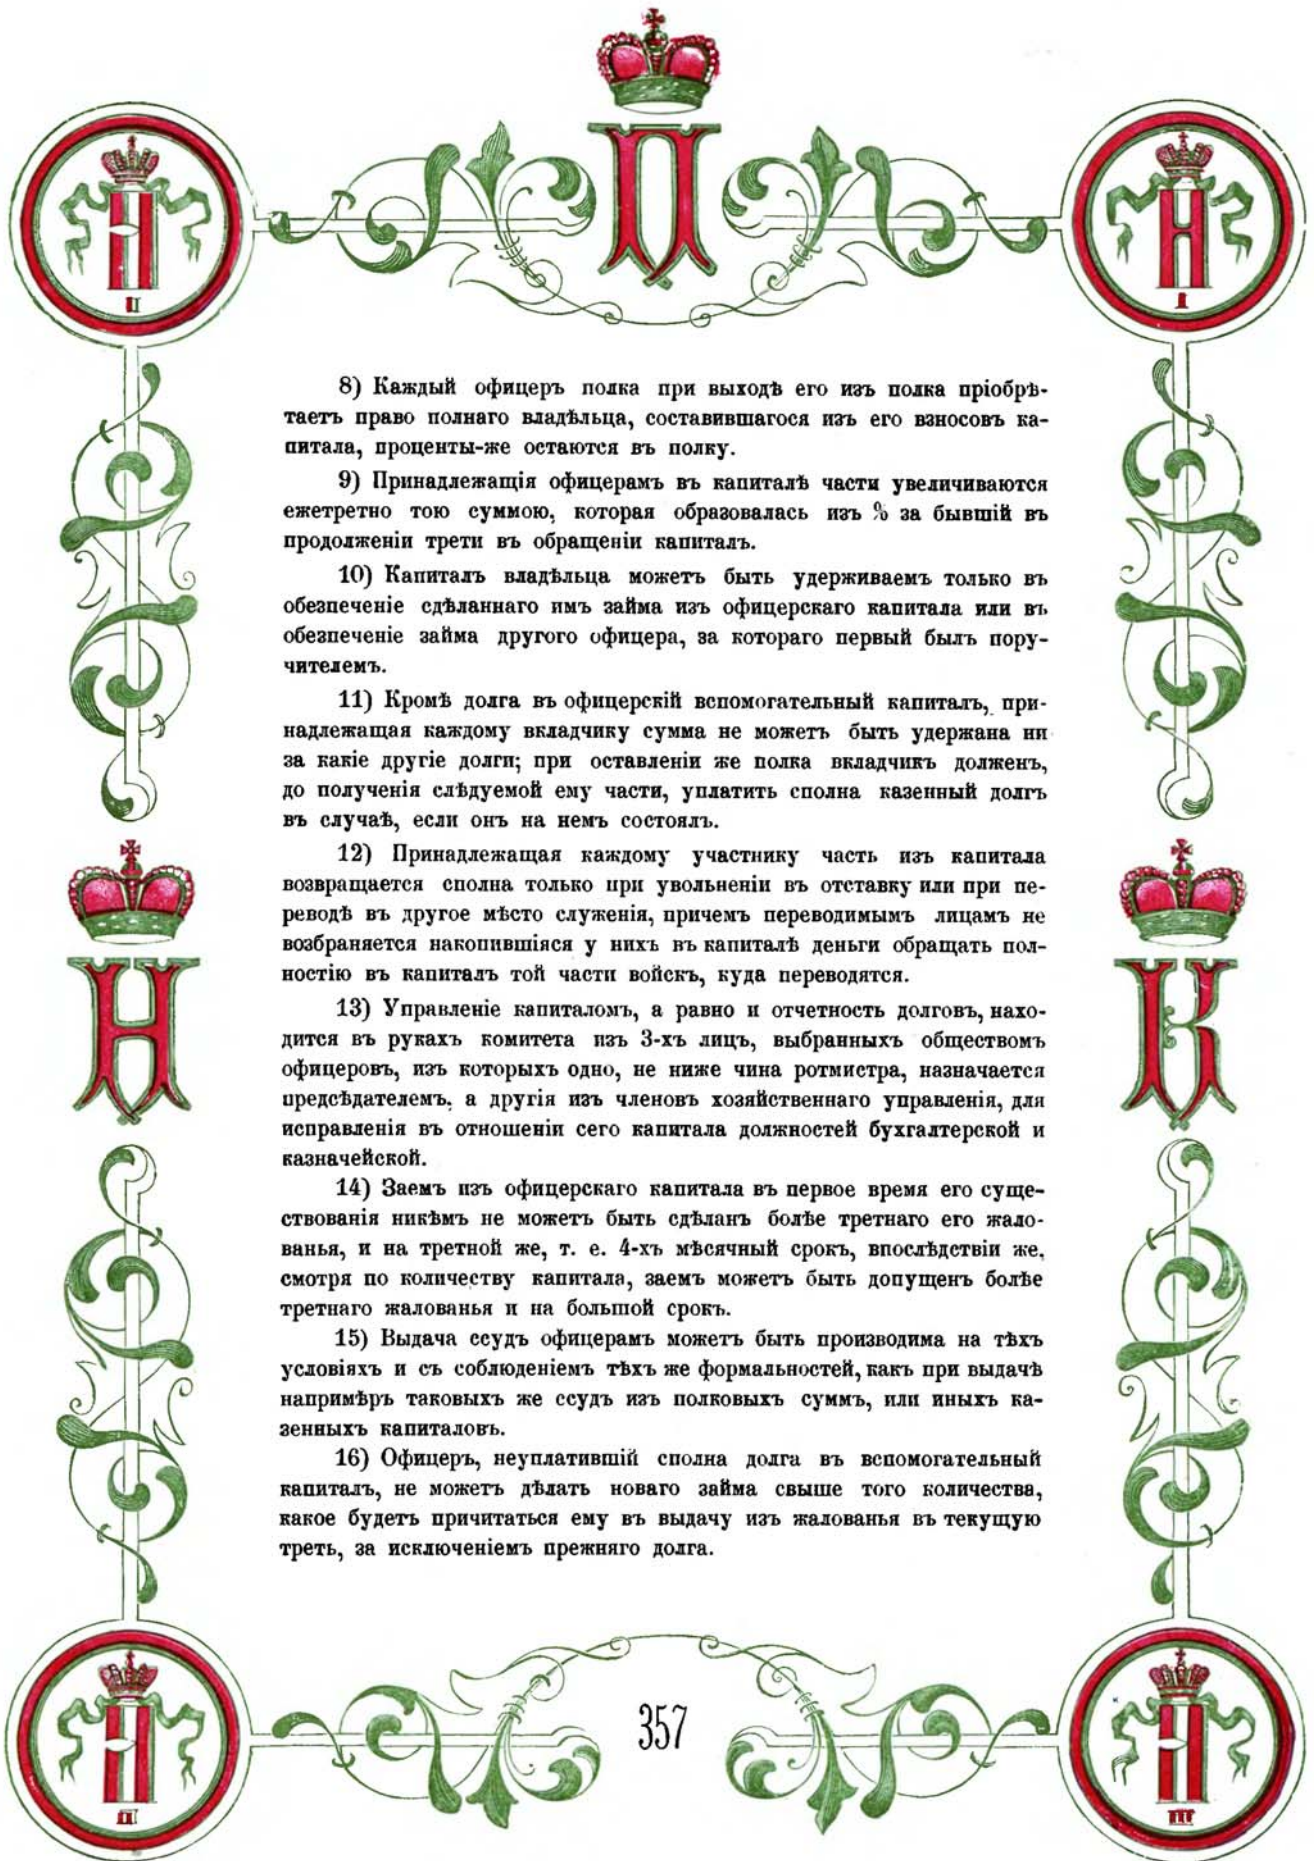 П
II
I
8) Каждый офицеръ полка при выходѣ его изъ полка пріобрѣ-
таетъ право полнаго владѣльца, составившагося изъ его взносовъ ка-
питала, проценты-же остаются въ полку.
9) Принадлежащія офицерамъ въ капиталѣ части увеличиваются
ежетретно тою суммою, которая образовалась изъ % за бывшій въ
продолженіи трети въ обращеніи капиталъ.
10) Капиталъ владѣльца можетъ быть удерживаемъ только въ
обезпеченіе сдѣланнаго имъ займа изъ офицерскаго капитала или въ
обезпеченіе займа другого офицера, за котораго первый былъ пору-
чителемъ.
11) Кромѣ долга въ офицерскій вспомогательный капиталъ, при-
надлежащая каждому вкладчику сумма не можетъ быть удержана ни
за какіе другіе долги; при оставленіи же полка вкладчикъ долженъ,
до полученія слѣдуемой ему части, уплатить сполна казенный долгъ
въ случаѣ, если онъ на немъ состоялъ.
12) Принадлежащая каждому участнику часть изъ капитала
возвращается сполна только при увольненіи въ отставку или при пе-
реводѣ въ другое мѣсто служенія, причемъ переводимымъ лицамъ не
возбраняется накопившіяся у нихъ въ капиталѣ деньги обращать пол-
ностію въ капиталъ той части войскъ, куда переводятся.
Н
К
13) Управленіе капиталомъ, а равно и отчетность долговъ, нахо-
дится въ рукахъ комитета изъ 3-хъ лицъ, выбранныхъ обществомъ
офицеровъ, изъ которыхъ одно, не ниже чина ротмистра, назначается
предсѣдателемъ, а другія изъ членовъ хозяйственнаго управленія, для
исправленія въ отношеніи сего капитала должностей бухгалтерской и
казначейской.
14) Заемъ изъ офицерскаго капитала въ первое время его суще-
ствованія никѣмъ не можетъ быть сдѣланъ болѣе третнаго его жало-
ванья, и на третной же, т. е. 4-хъ мѣсячный срокъ, впослѣдствіи же,
смотря по количеству капитала, заемъ можетъ быть допущенъ болѣе
третнаго жалованья и на большой срокъ.
15) Выдача ссудъ офицерамъ можетъ быть производима на тѣхъ
условіяхъ и съ соблюденіемъ тѣхъ же формальностей, какъ при выдачѣ
напримѣръ таковыхъ же ссудъ изъ полковыхъ суммъ, или иныхъ ка-
зенныхъ капиталовъ.
16) Офицеръ, неуплатившій сполна долга въ вспомогательный
капиталъ, не можетъ дѣлать новаго займа свыше того количества,
какое будетъ причитаться ему въ выдачу изъ жалованья въ текущую
треть, за исключеніемъ прежняго долга.
357
II
III